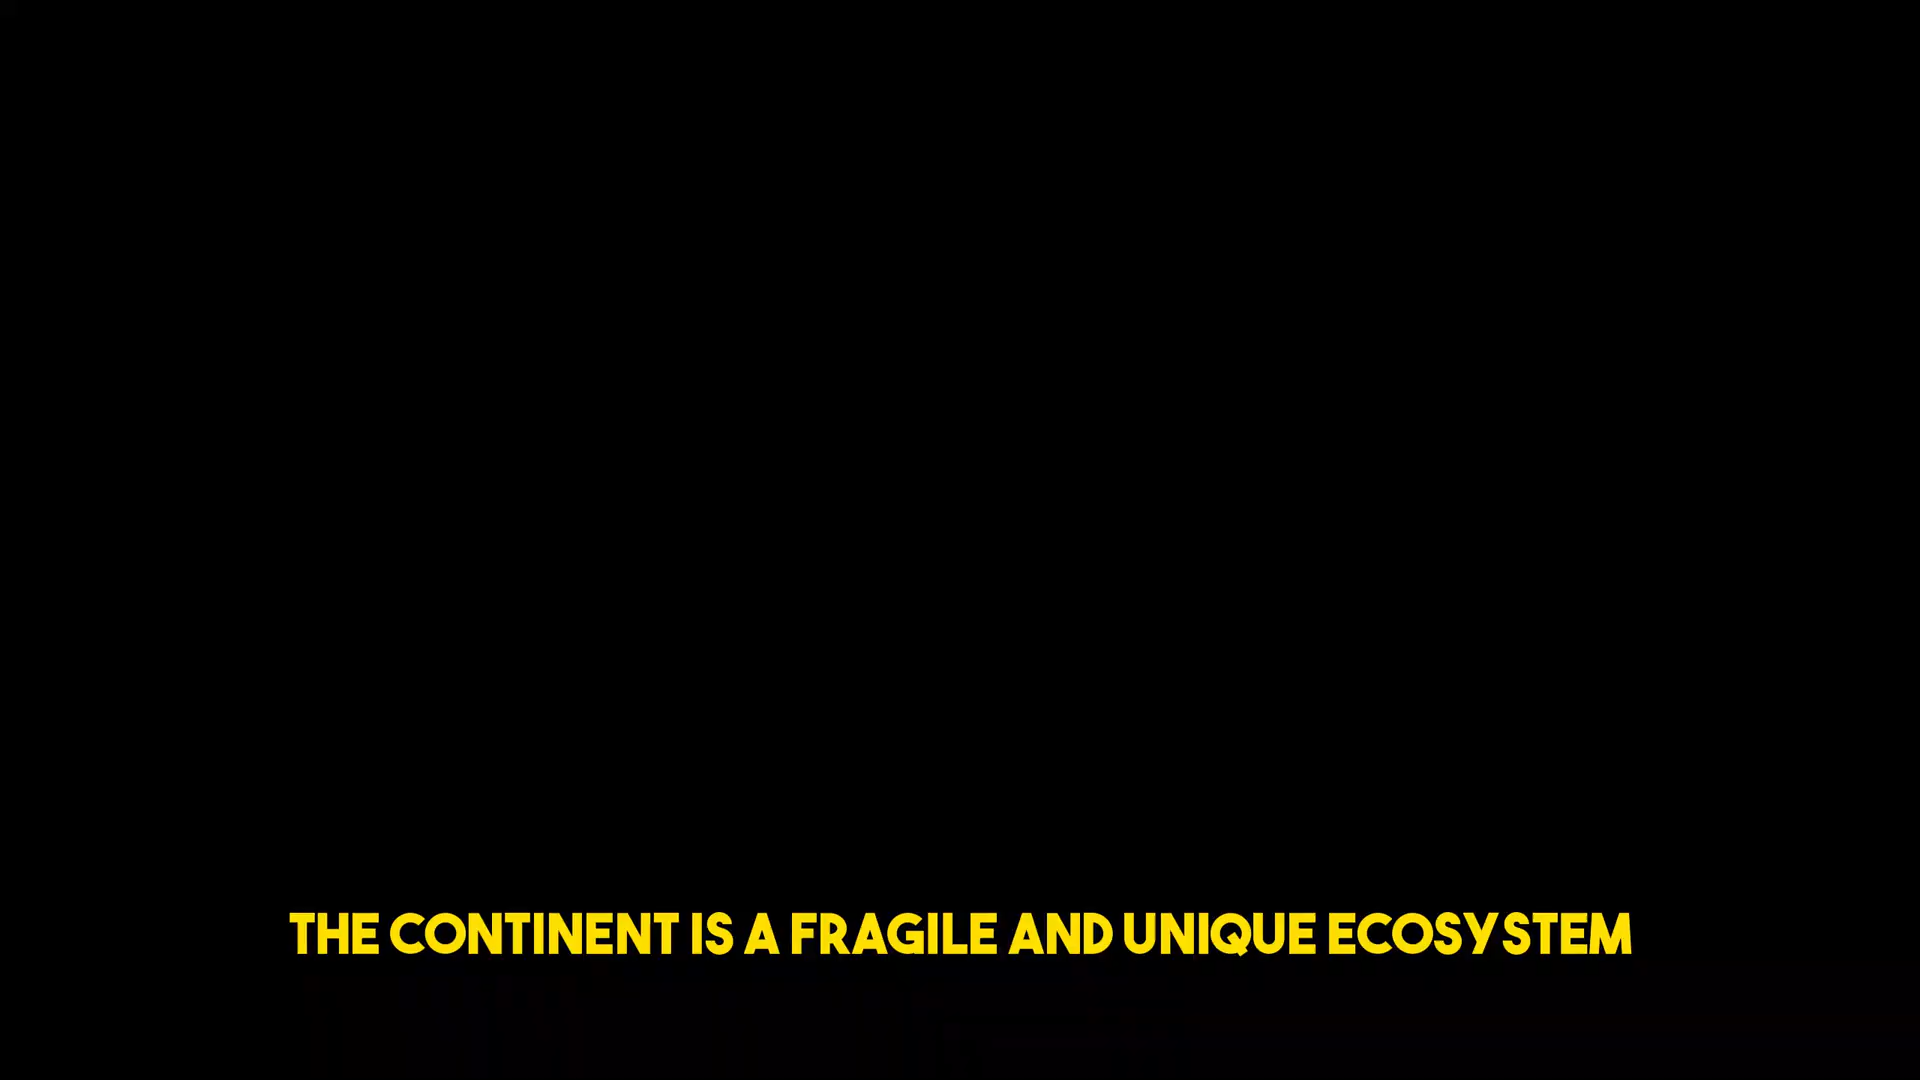 THE CONTINENT IS A FRAGILE AND UNIQUE ECOSYSTEM